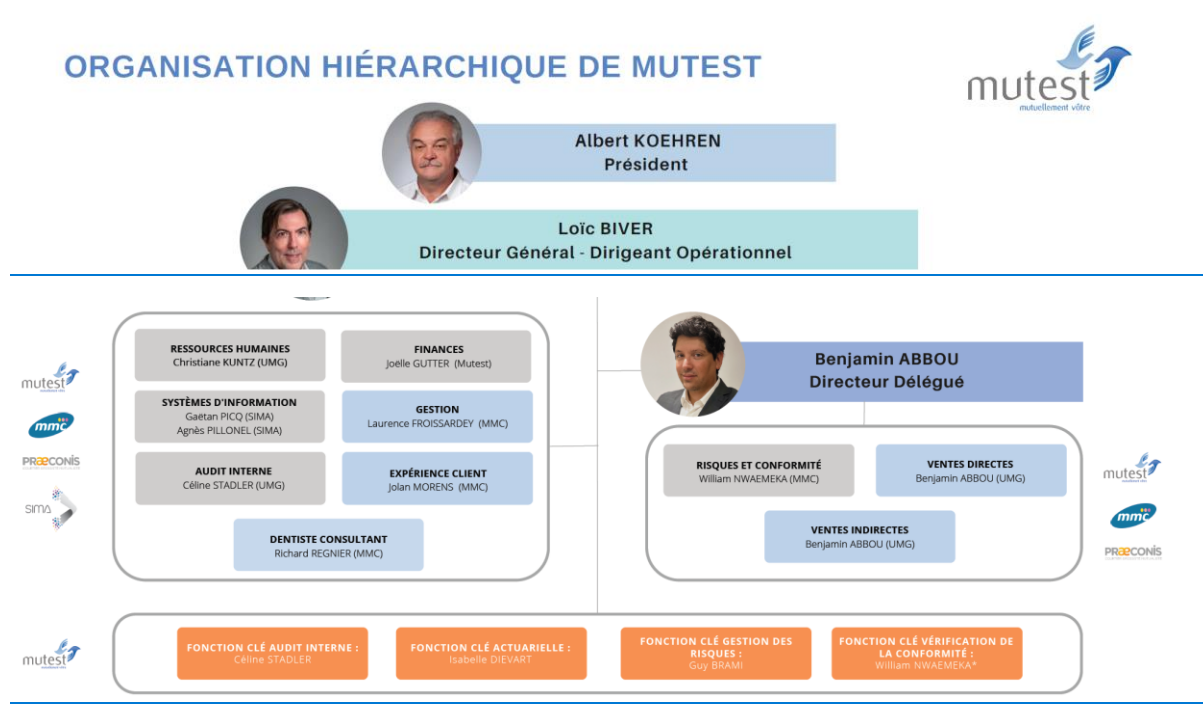 ORGANISATION HIÉRARCHIQUE DE MUTEST
mutest
mutuellement vôtre
Albert KOEHREN
Président
Loïc BIVER
Directeur Général - Dirigeant Opérationnel
mutest
mmc
PRÆCONIS
SIMA
RESSOURCES HUMAINES
Christiane KUNTZ (UMG)
FINANCES
Joëlle GUTTER (Mutest)
SYSTÈMES D'INFORMATION
Gaëtan PICQ (SIMA)
Agnès PILLONEL (SIMA)
GESTION
Laurence FROISSARDEY (MMC)
AUDIT INTERNE
Céline STADLER (UMG)
EXPÉRIENCE CLIENT
Jolan MORENS (MMC)
DENTISTE CONSULTANT
Richard REGNIER (MMC)
Benjamin ABBOU
Directeur Délégué
RISQUES ET CONFORMITÉ
William NWAEMEKA (MMC)
VENTES DIRECTES
Benjamin ABBOU (UMG)
VENTES INDIRECTES
Benjamin ABBOU (UMG)
mutest
mmc
PRÆCONIS
mutest
FONCTION CLÉ AUDIT INTERNE :
Céline STADLER
FONCTION CLÉ ACTUARIELLE :
Isabelle DIEVART
FONCTION CLÉ GESTION DES
RISQUES :
Guy BRAMI
FONCTION CLÉ VÉRIFICATION DE
LA CONFORMITÉ :
William NWAEMEKA*